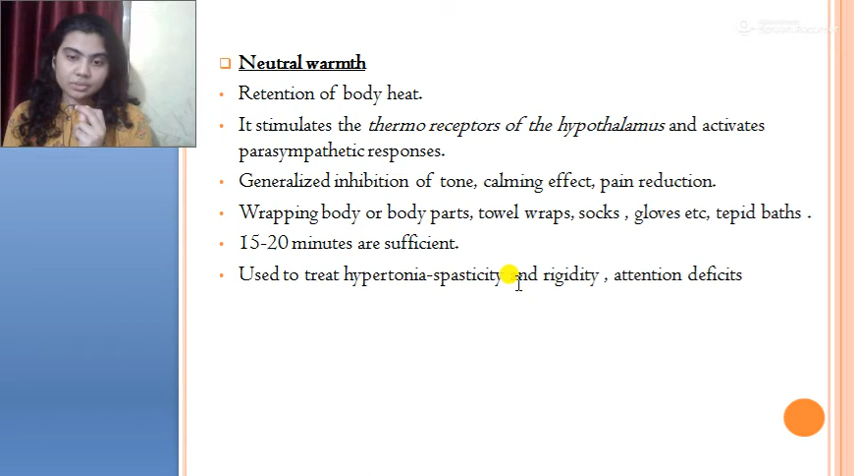 Neutral warmth
Retention of body heat.
It stimulates the thermo receptors of the hypothalamus and activates
parasympathetic responses.
Generalized inhibition of tone, calming effect, pain reduction.
Wrapping body or body parts, towel wraps, socks , gloves etc, tepid baths .
15-20 minutes are sufficient.
Used to treat hypertonia-spasticity and rigidity , attention deficits